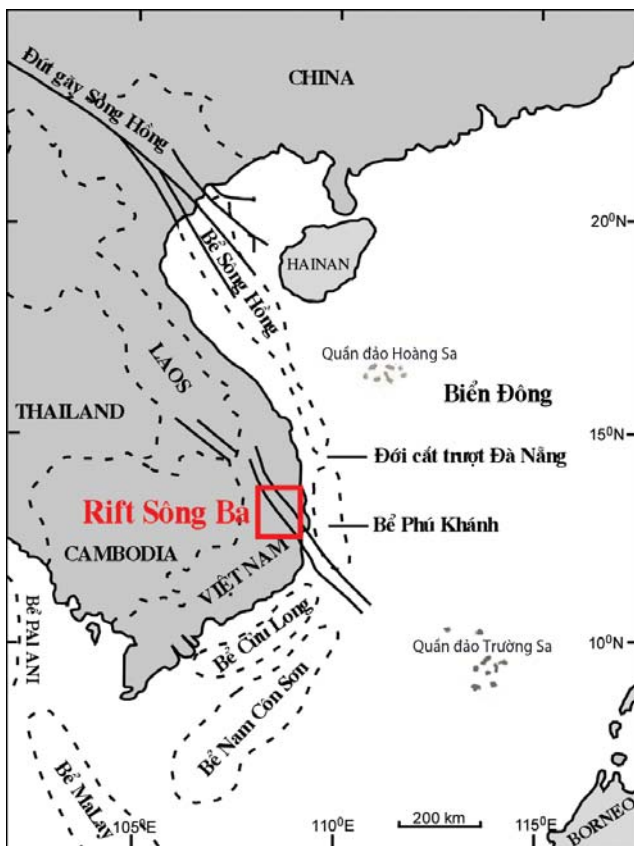 CHINA
Đứt gãy Sông Hồng
20⁰N
HAINAN
Bể Sông Hồng
Quần đảo Hoàng Sa
LAOS
Biển Đông
THAILAND
15⁰N
Đới cắt trượt Đà Nẵng
Rift Sông Ba
Bể Phú Khánh
CAMBODIA
VIỆT NAM
Bể PAI ANI
Bể Cửu Long
10⁰N
Quần đảo Trường Sa
Bể Nam Côn Sơn
Bể MaLay
200 km
BORNEO
105⁰E
110⁰E
115⁰E